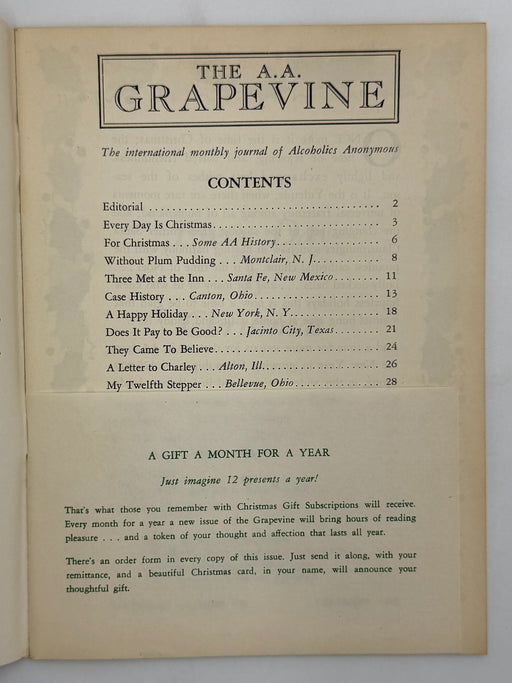 THE A.A.
GRAPEVINE
The international monthly journal of Alcoholics Anonymous
CONTENTS
Editorial . . . . . . . . . . . . . . . . . . . . . . . . . . . . . . . . . . . . . . . . 2
Every Day Is Christmas. . . . . . . . . . . . . . . . . . . . . . . . . . . . . 3
For Christmas . . . Some AA History. . . . . . . . . . . . . . . . . . 6
Without Plum Pudding . . . Montclair, N. J. . . . . . . . . . . . 8
Three Met at the Inn . . . Santa Fe, New Mexico. . . . . . . . 11
Case History . . . Canton, Ohio. . . . . . . . . . . . . . . . . . . . . . 13
A Happy Holiday . . . New York, N. Y. . . . . . . . . . . . . . . . 18
Does It Pay to Be Good? . . . Jacinto City, Texas. . . . . . . . 21
They Came To Believe. . . . . . . . . . . . . . . . . . . . . . . . . . . . . 24
A Letter to Charley . . . Alton, Ill. . . . . . . . . . . . . . . . . . . . . 26
My Twelfth Stepper . . . Bellevue, Ohio. . . . . . . . . . . . . . . 28
A GIFT A MONTH FOR A YEAR
Just imagine 12 presents a year!
That's what those you remember with Christmas Gift Subscriptions will receive.
Every month for a year a new issue of the Grapevine will bring hours of reading
pleasure . . . and a token of your thought and affection that lasts all year.
There's an order form in every copy of this issue. Just send it along, with your
remittance, and a beautiful Christmas card, in your name, will announce your
thoughtful gift.